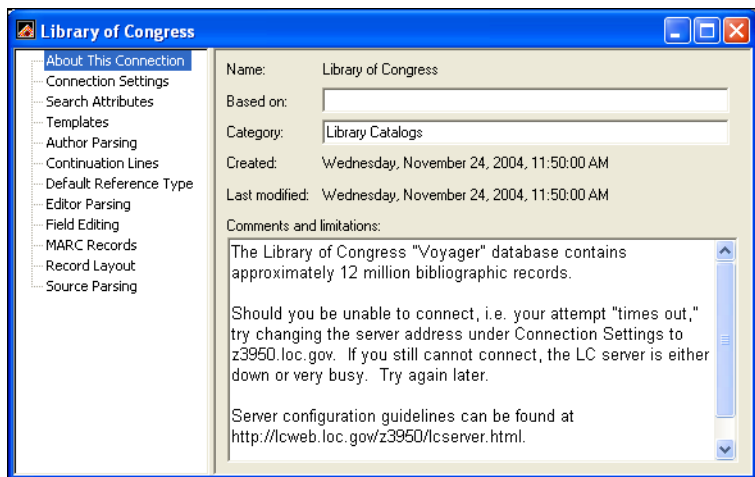 Library of Congress
About This Connection
Connection Settings
Search Attributes
Templates
Author Parsing
Continuation Lines
Default Reference Type
Editor Parsing
Field Editing
MARC Records
Record Layout
Source Parsing
Name: Library of Congress
Based on:
Category: Library Catalogs
Created: Wednesday, November 24, 2004, 11:50:00 AM
Last modified: Wednesday, November 24, 2004, 11:50:00 AM
Comments and limitations:
The Library of Congress "Voyager" database contains
approximately 12 million bibliographic records.
Should you be unable to connect, i.e. your attempt "times out,"
try changing the server address under Connection Settings to
z3950.loc.gov. If you still cannot connect, the LC server is either
down or very busy. Try again later.
Server configuration guidelines can be found at
http://lcweb.loc.gov/z3950/lcserver.html.